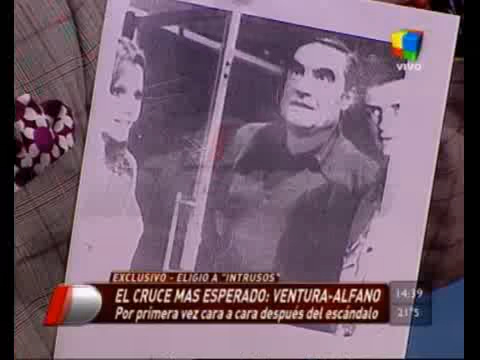 VIVO
EXCLUSIVO - ELIGIO A "INTRUSOS"
EL CRUCE MAS ESPERADO: VENTURA-ALFANO
14:39
Por primera vez cara a cara después del escándalo
21°5